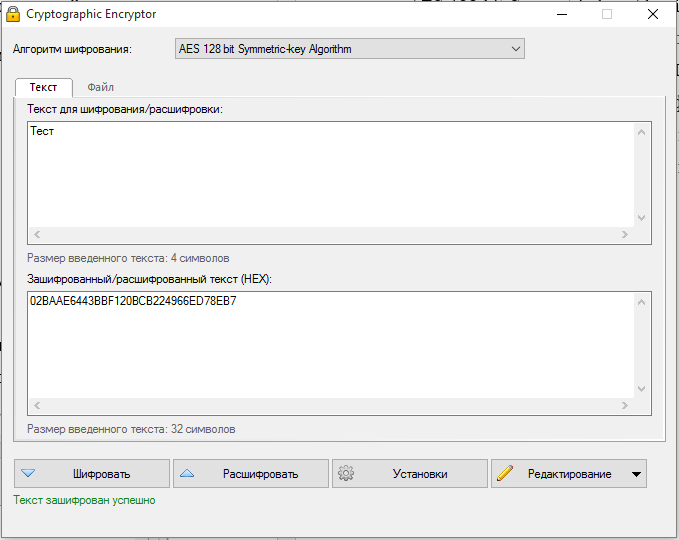 Cryptographic Encryptor
Алгоритм шифрования: AES 128 bit Symmetric-key Algorithm
Текст Файл
Текст для шифрования/расшифровки:
Тест
Размер введенного текста: 4 символов
Зашифрованный/расшифрованный текст (HEX):
02BAAE6443BBF120BCB224966ED78EB7
Размер введенного текста: 32 символов
Шифровать Расшифровать Установки Редактирование
Текст зашифрован успешно